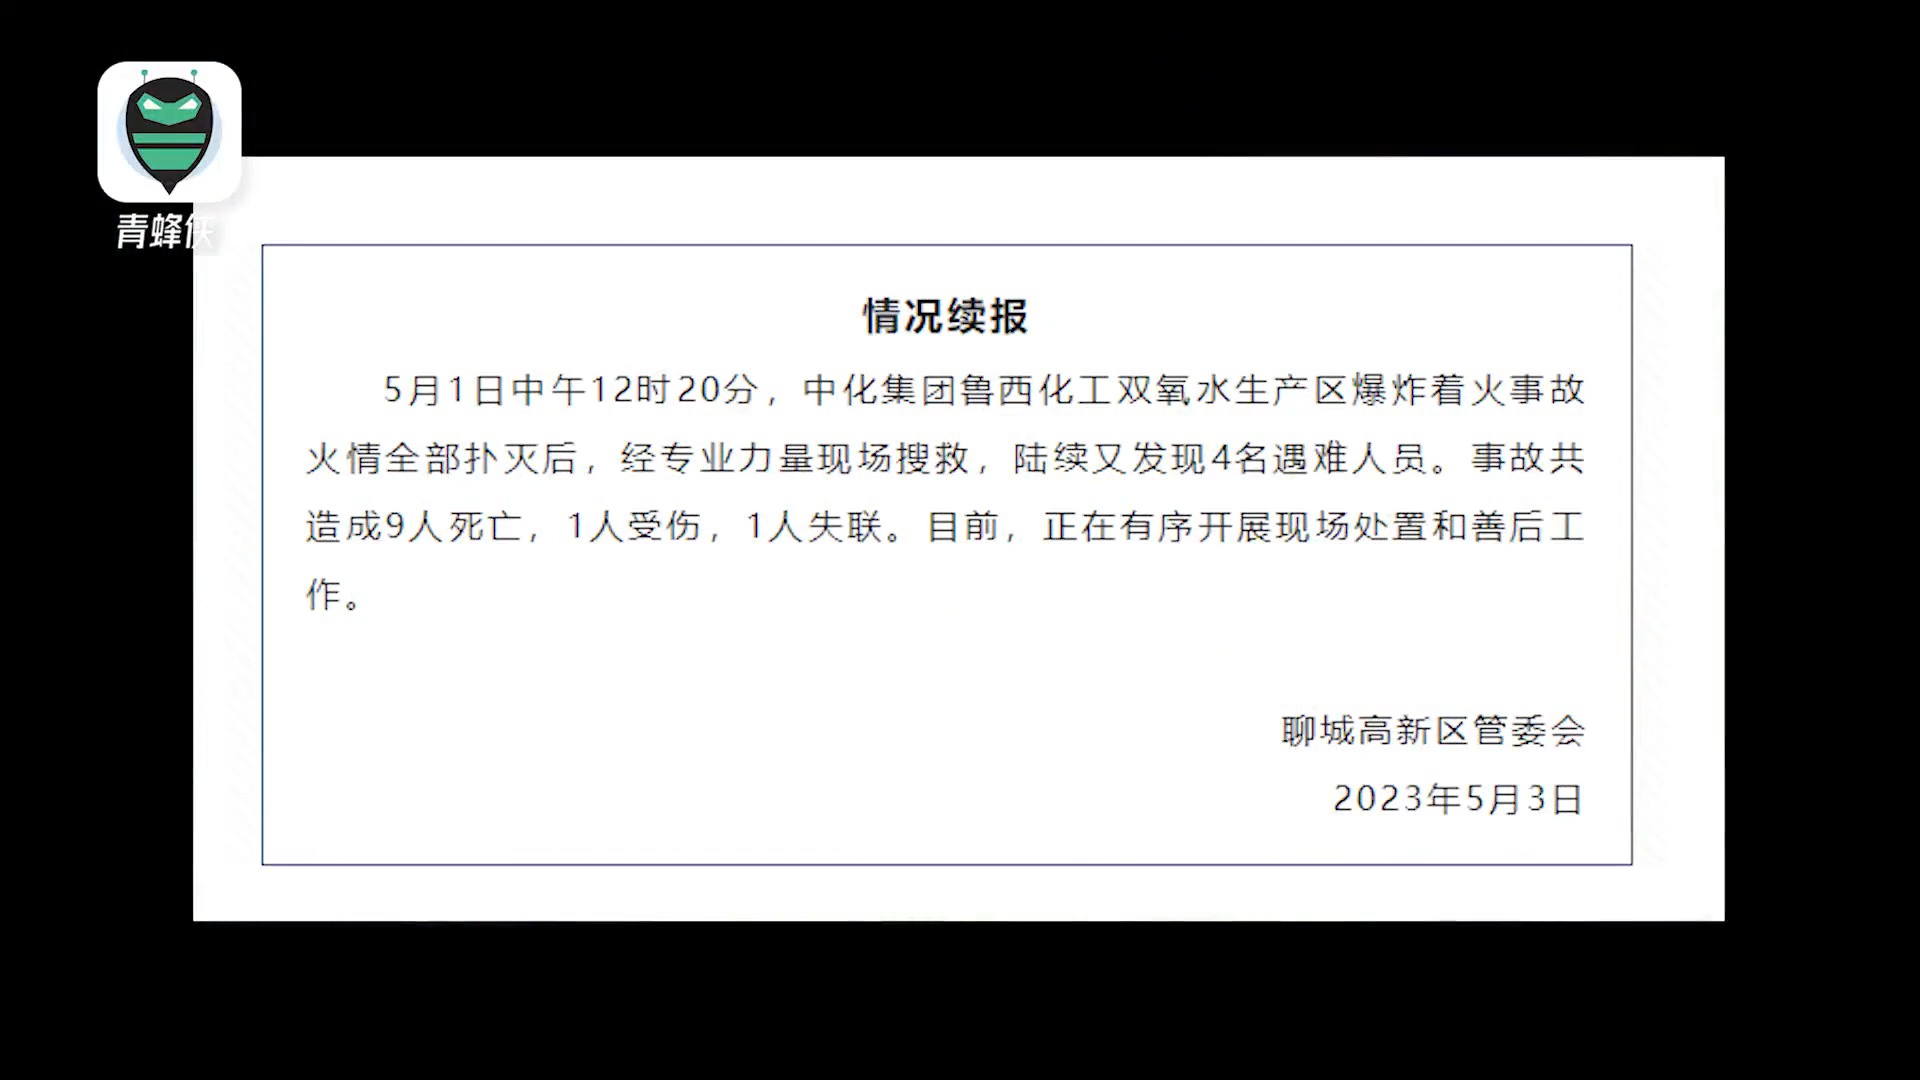 青蜂侠
情况续报
5月1日中午12时20分，中化集团鲁西化工双氧水生产区爆炸着火事故
火情全部扑灭后，经专业力量现场搜救，陆续又发现4名遇难人员。事故共
造成9人死亡，1人受伤，1人失联。目前，正在有序开展现场处置和善后工
作。
聊城高新区管委会
2023年5月3日